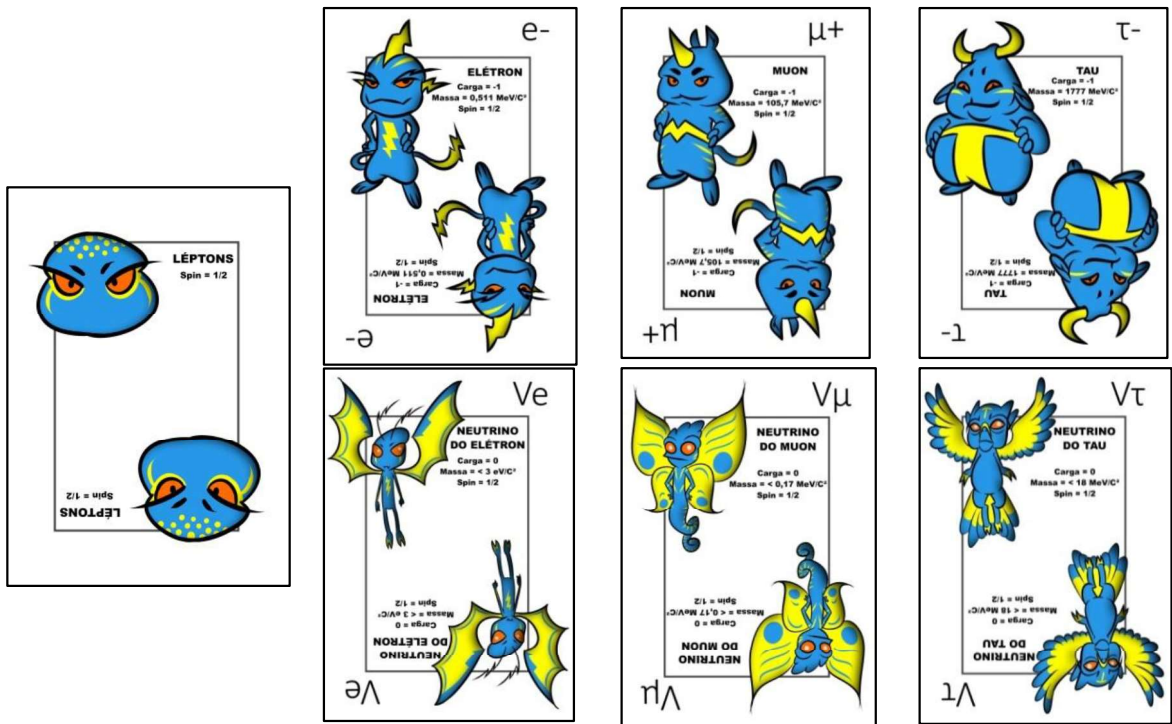 LÉPTONS
Spin = 1/2
LÉPTONS
Spin = 1/2
e-
ELÉTRON
Carga = -1
Massa = 0,511 MeV/C²
Spin = 1/2
ELÉTRON
Carga = -1
Massa = 0,511 MeV/C²
Spin = 1/2
e-
μ+
MUON
Carga = -1
Massa = 105,7 MeV/C²
Spin = 1/2
MUON
Carga = -1
Massa = 105,7 MeV/C²
Spin = 1/2
μ+
τ-
TAU
Carga = -1
Massa = 1777 MeV/C²
Spin = 1/2
TAU
Carga = -1
Massa = 1777 MeV/C²
Spin = 1/2
τ-
Ve
NEUTRINO
DO ELÉTRON
Carga = 0
Massa = < 3 eV/C²
Spin = 1/2
NEUTRINO
DO ELÉTRON
Carga = 0
Massa = < 3 eV/C²
Spin = 1/2
Ve
Vμ
NEUTRINO
DO MUON
Carga = 0
Massa = < 0,17 MeV/C²
Spin = 1/2
NEUTRINO
DO MUON
Carga = 0
Massa = < 0,17 MeV/C²
Spin = 1/2
Vμ
Vτ
NEUTRINO
DO TAU
Carga = 0
Massa = < 18 MeV/C²
Spin = 1/2
NEUTRINO
DO TAU
Carga = 0
Massa = < 18 MeV/C²
Spin = 1/2
Vτ